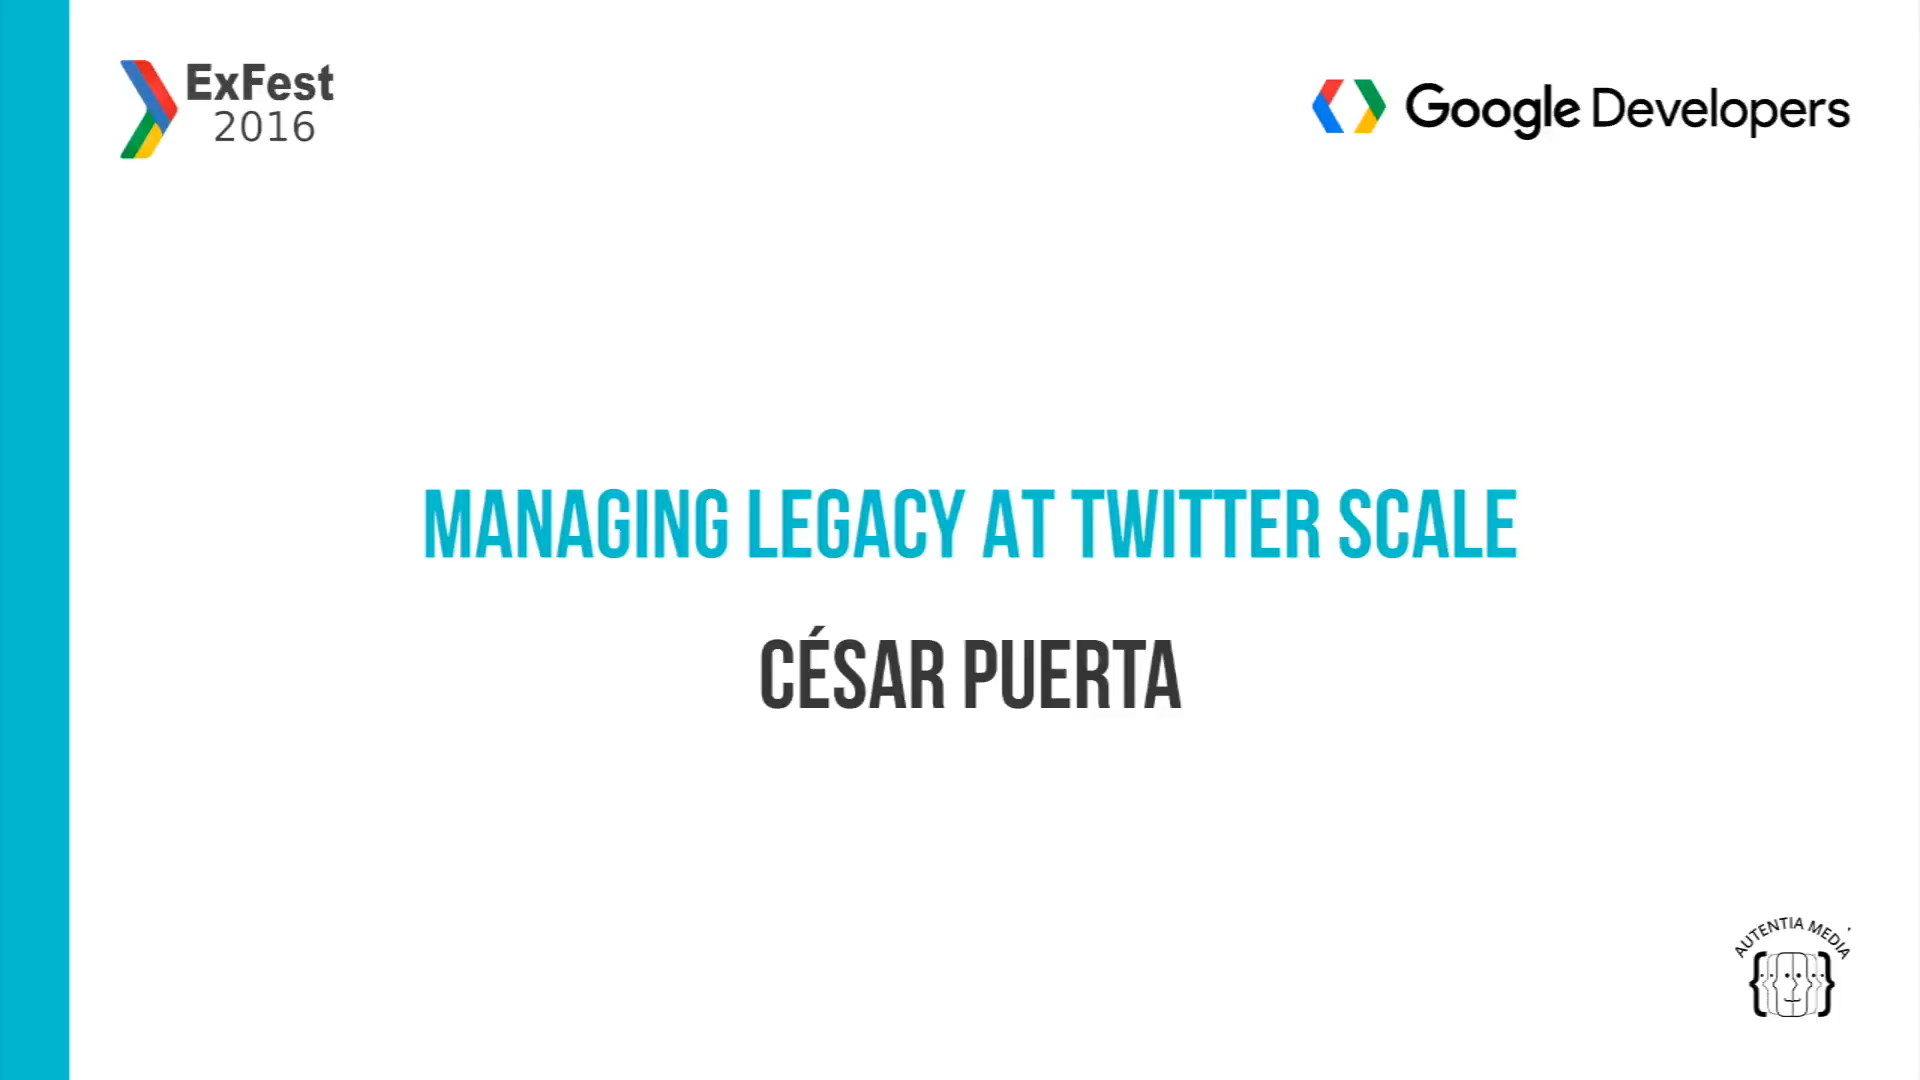 ExFest
2016
Google Developers
MANAGING LEGACY AT TWITTER SCALE
CÉSAR PUERTA
AUTENTIA MEDIA